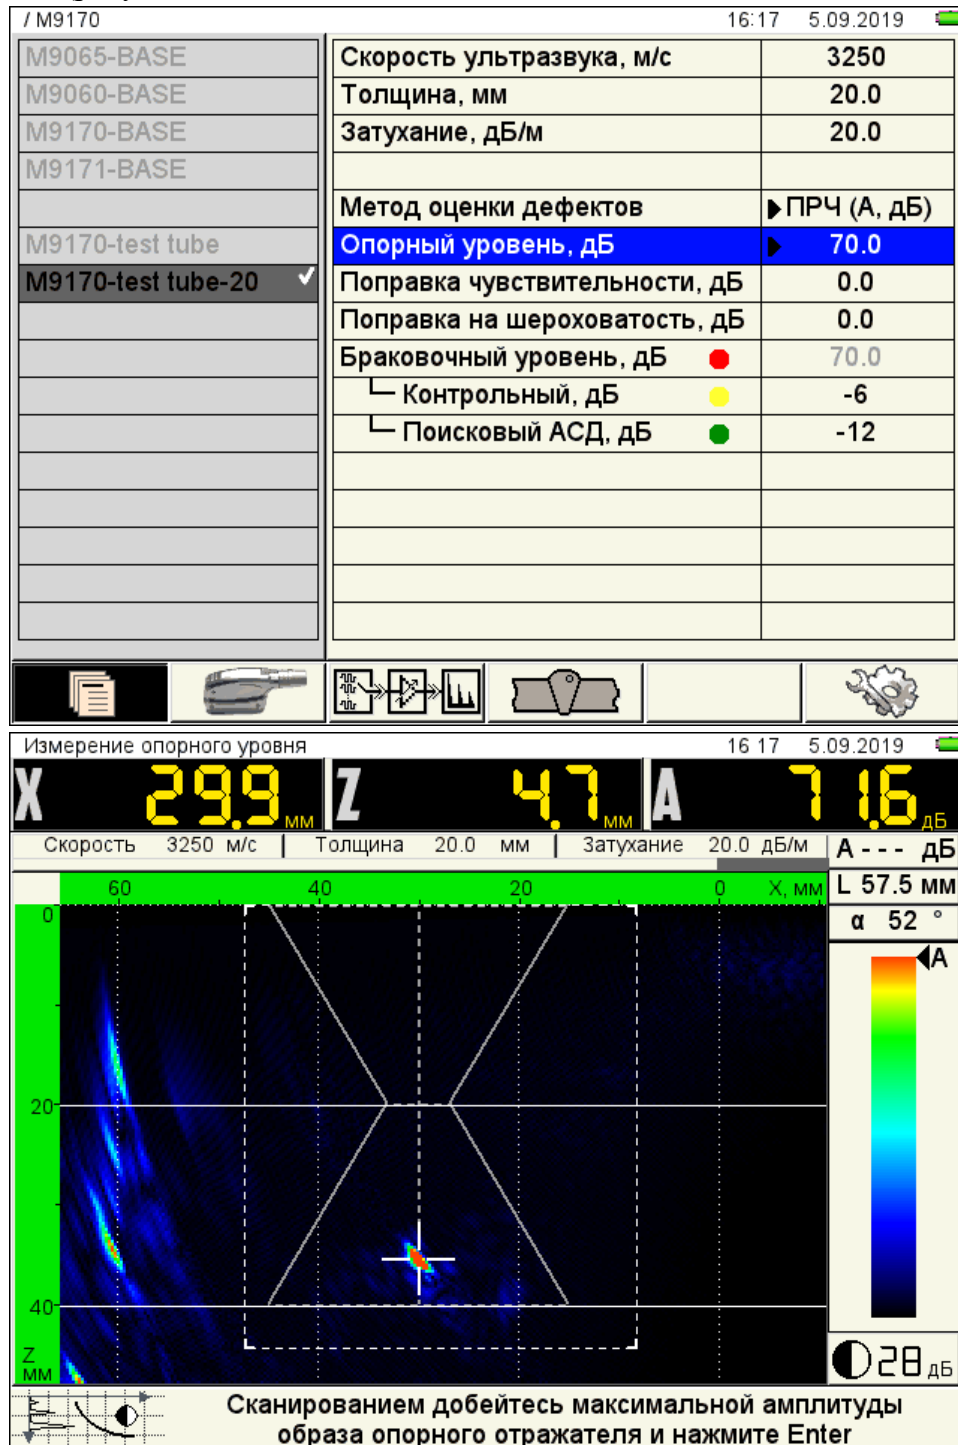 / M9170 16:17 5.09.2019
M9065-BASE
M9060-BASE
M9170-BASE
M9171-BASE
M9170-test tube
M9170-test tube-20
Скорость ультразвука, м/с 3250
Толщина, мм 20.0
Затухание, дБ/м 20.0
Метод оценки дефектов ПРЧ (А, дБ)
Опорный уровень, дБ 70.0
Поправка чувствительности, дБ 0.0
Поправка на шероховатость, дБ 0.0
Браковочный уровень, дБ 70.0
Контрольный, дБ -6
Поисковый АСД, дБ -12
Измерение опорного уровня 16 17 5.09.2019
X 29.9 мм Z 4.7 мм A 71.6 дБ
Скорость 3250 м/с Толщина 20.0 мм Затухание 20.0 дБ/м
A - - - дБ
L 57.5 мм
α 52 °
A
60 40 20 0 X, мм
0
20
40
Z
мм
28 дБ
Сканированием добейтесь максимальной амплитуды
образа опорного отражателя и нажмите Enter